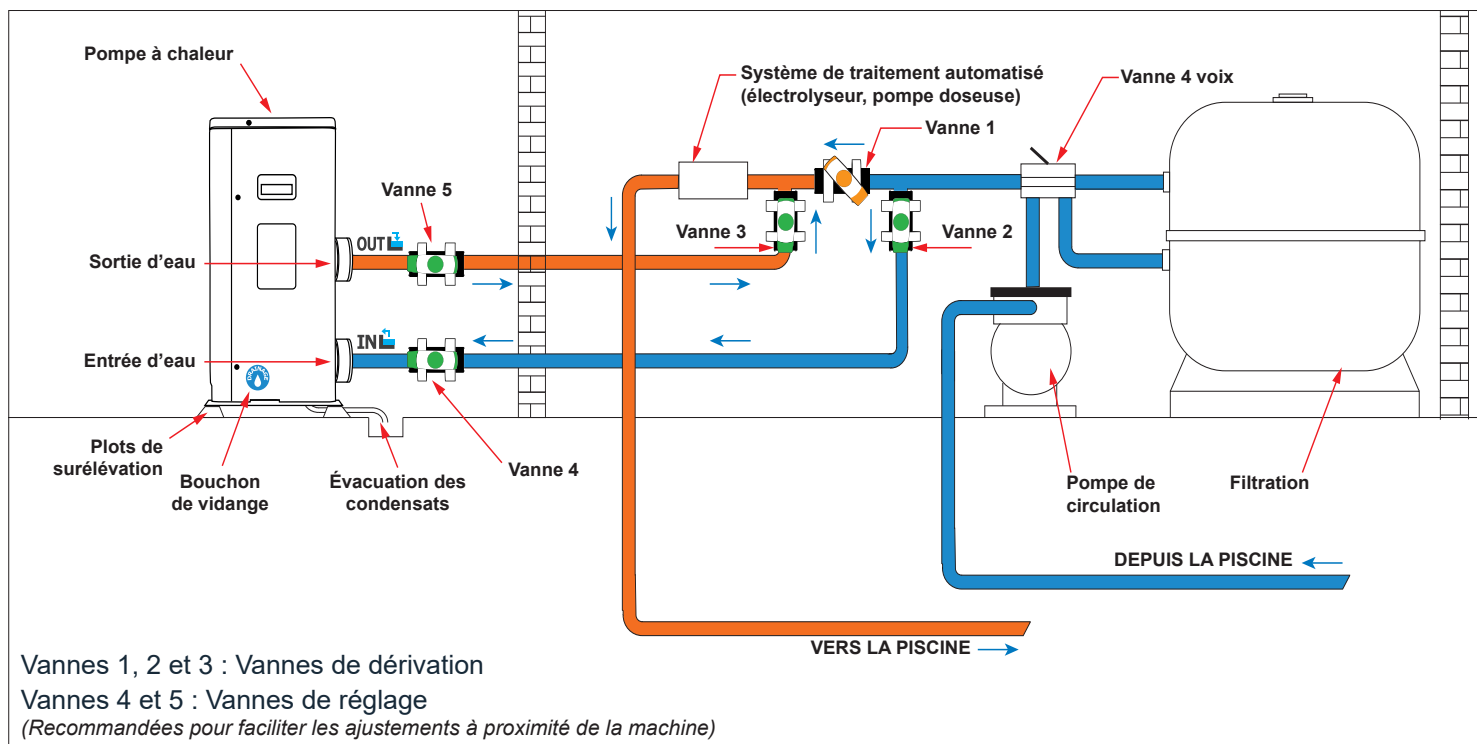 Pompe à chaleur
Système de traitement automatisé
(électrolyseur, pompe doseuse)
Vanne 4 voix
Vanne 1
Vanne 5
Vanne 3
Vanne 2
OUT
Sortie d'eau
IN
Entrée d'eau
Plots de
surélévation
Bouchon
de vidange
Évacuation des
condensats
Vanne 4
Pompe de
circulation
Filtration
DEPUIS LA PISCINE
VERS LA PISCINE
Vannes 1, 2 et 3 : Vannes de dérivation
Vannes 4 et 5 : Vannes de réglage
(Recommandées pour faciliter les ajustements à proximité de la machine)